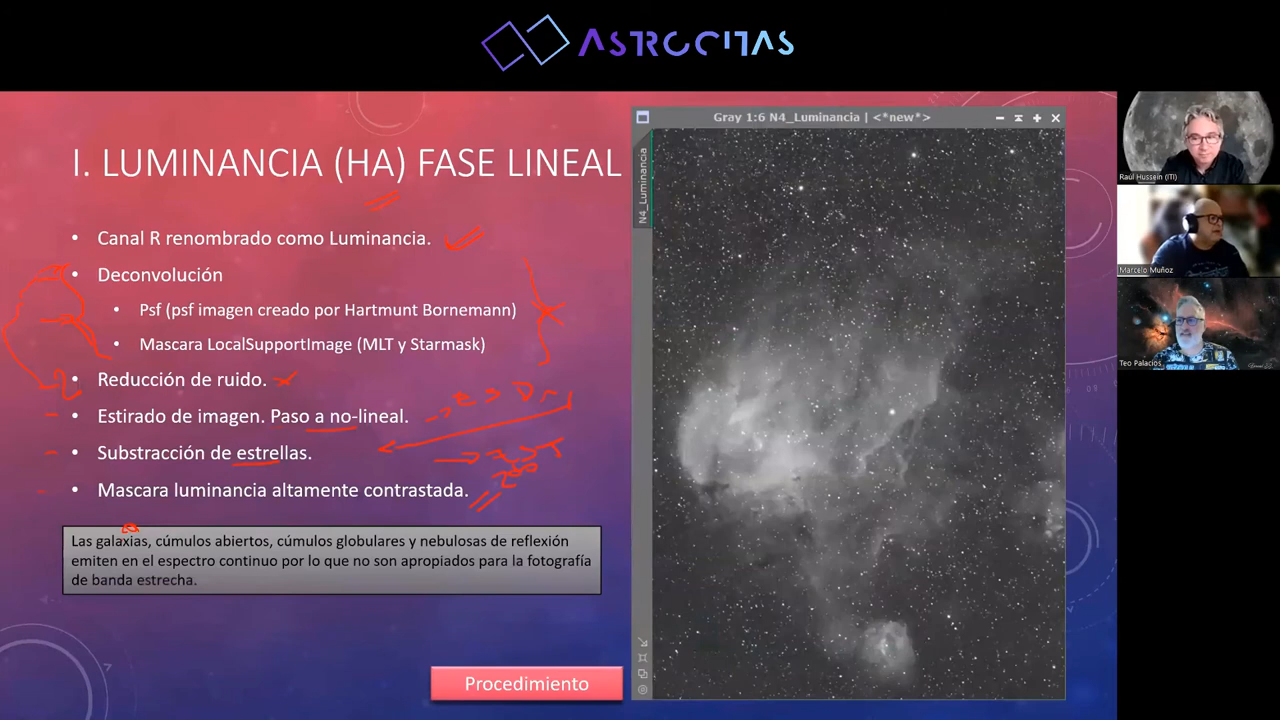 ASTROCITAS
I. LUMINANCIA (HA) FASE LINEAL
• Canal R renombrado como Luminancia.
• Deconvolución
• Psf (psf imagen creado por Hartmunt Bornemann)
• Mascara LocalSupportImage (MLT y Starmask)
• Reducción de ruido.
• Estirado de imagen. Paso a no-lineal.
• Substracción de estrellas.
• Mascara luminancia altamente contrastada.
Las galaxias, cúmulos abiertos, cúmulos globulares y nebulosas de reflexión
emiten en el espectro continuo por lo que no son apropiados para la fotografía
de banda estrecha.
Procedimiento
Gray 1:6 N4_Luminancia | <*new*>
N4_Luminancia
Raúl Hussein (ITI)
Marcelo Muñoz
Teo Palacios